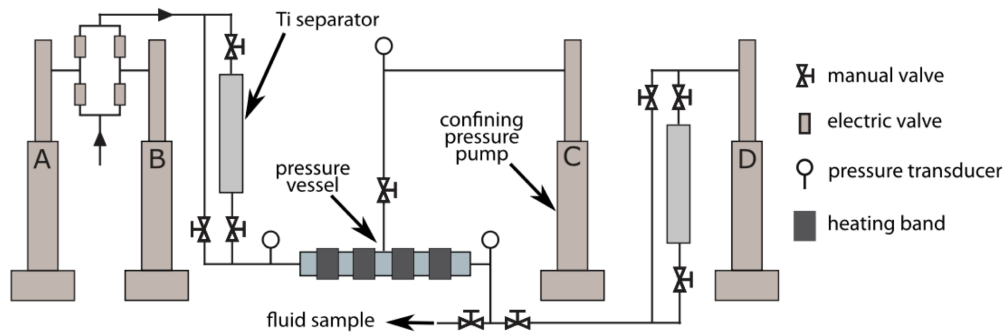 Ti separator
A
B
pressure
vessel
confining
pressure
pump
C
D
fluid sample
manual valve
electric valve
pressure transducer
heating band